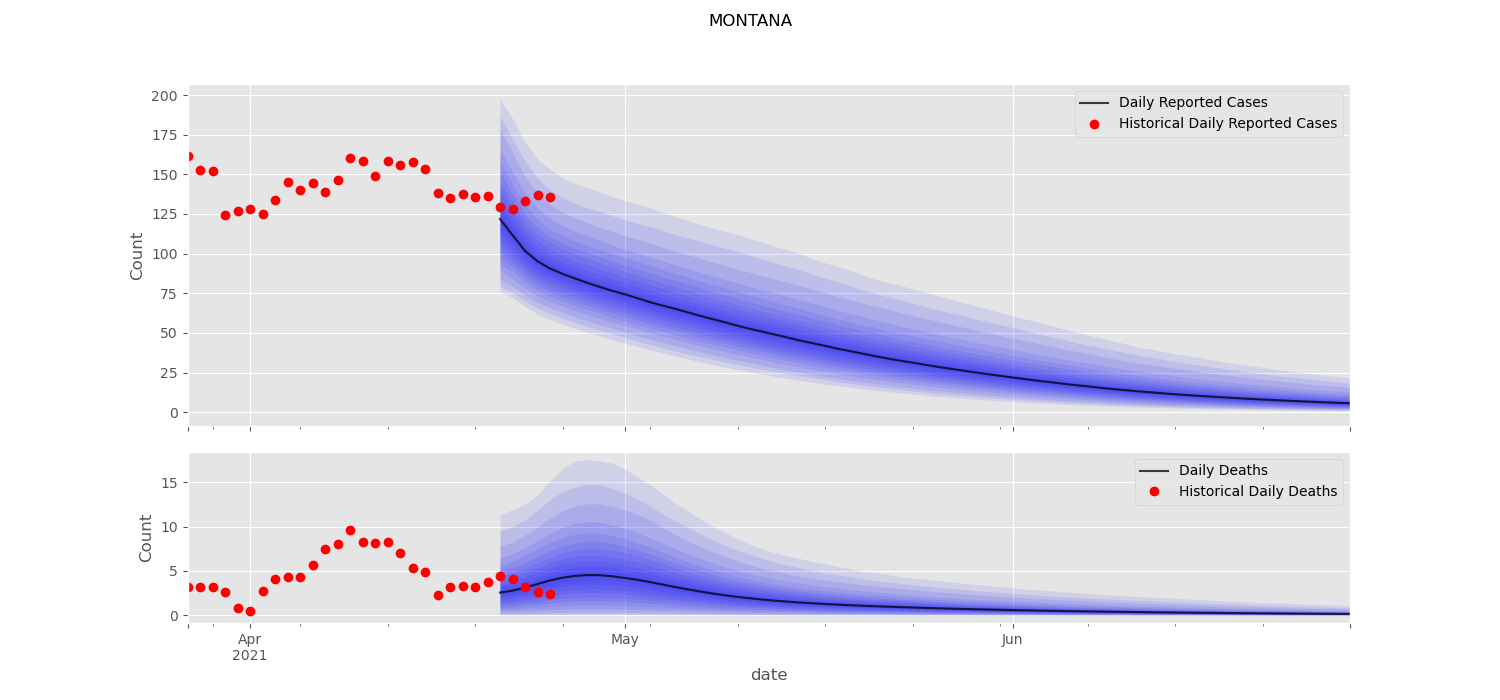 MONTANA
200
175
150
125
100
75
50
25
0
Count
Daily Reported Cases
Historical Daily Reported Cases
15
10
5
0
Count
Daily Deaths
Historical Daily Deaths
Apr
2021
May
Jun
date